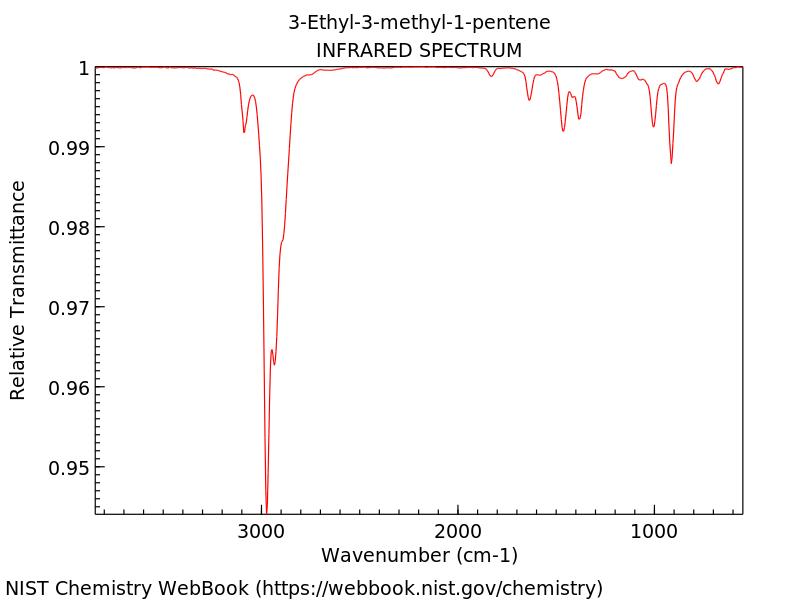 3-Ethyl-3-methyl-1-pentene
INFRARED SPECTRUM
1
0.99
0.98
0.97
0.96
0.95
Relative Transmittance
3000 2000 1000
Wavenumber (cm-1)
NIST Chemistry WebBook (https://webbook.nist.gov/chemistry)